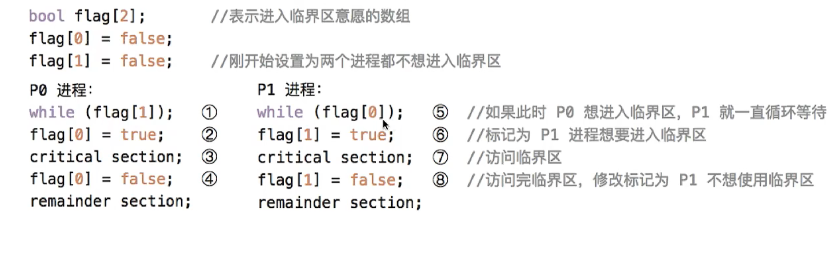 bool flag[2]; //表示进入临界区意愿的数组
flag[0] = false;
flag[1] = false; //刚开始设置为两个进程都不想进入临界区
P0 进程: P1 进程:
while (flag[1]); ① while (flag[0]); ⑤ //如果此时 P0 想进入临界区，P1 就一直循环等待
flag[0] = true; ② flag[1] = true; ⑥ //标记为 P1 进程想要进入临界区
critical section; ③ critical section; ⑦ //访问临界区
flag[0] = false; ④ flag[1] = false; ⑧ //访问完临界区，修改标记为 P1 不想使用临界区
remainder section; remainder section;